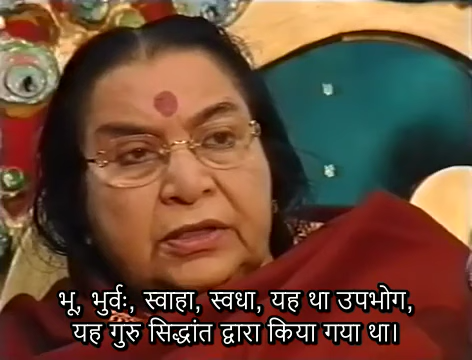 भू, भुर्वः, स्वाहा, स्वधा, यह था उपभोग,
यह गुरु सिद्धांत द्वारा किया गया था।